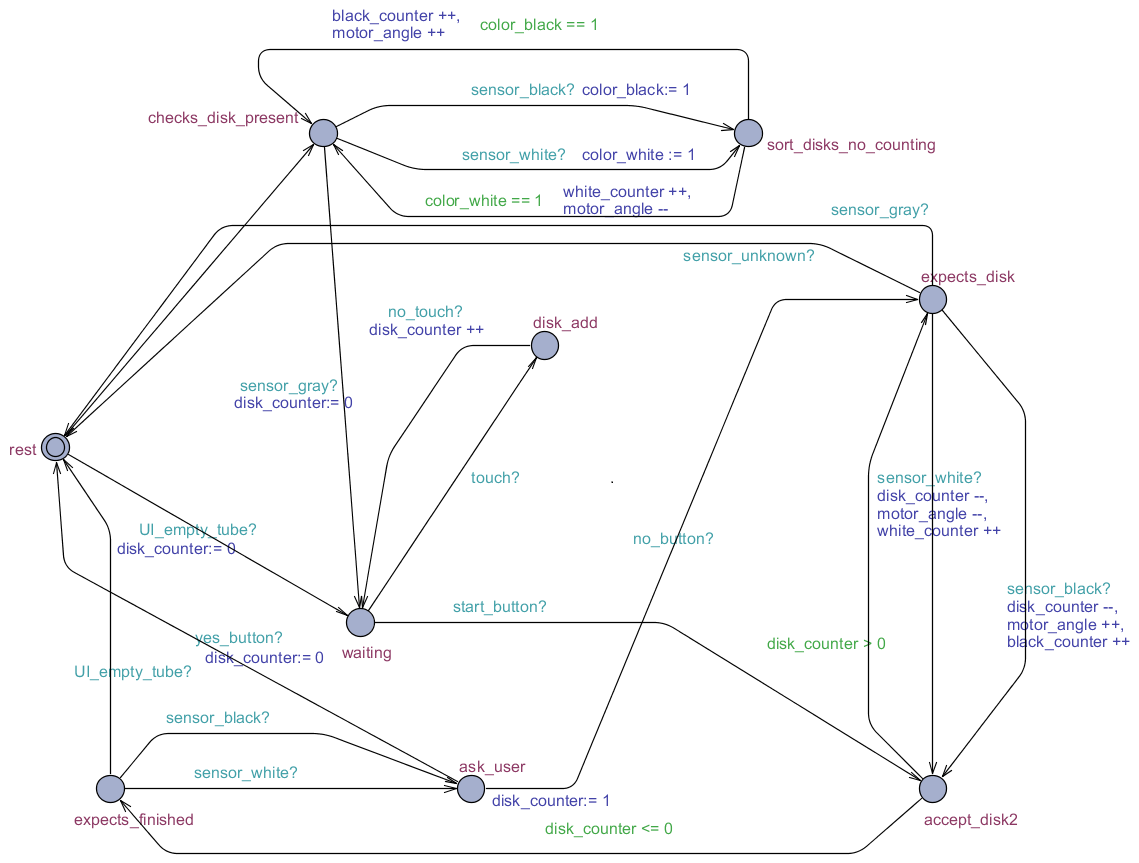 black_counter ++,
motor_angle ++
color_black == 1
sensor_black? color_black:= 1
checks_disk_present
sort_disks_no_counting
sensor_white? color_white := 1
color_white == 1
white_counter ++,
motor_angle --
sensor_gray?
sensor_unknown?
expects_disk
no_touch?
disk_counter ++
disk_add
sensor_gray?
disk_counter:= 0
rest
touch?
.
sensor_white?
disk_counter --,
motor_angle --,
white_counter ++
UI_empty_tube?
disk_counter:= 0
no_button?
sensor_black?
disk_counter --,
motor_angle ++,
black_counter ++
start_button?
yes_button?
disk_counter:= 0
waiting
disk_counter > 0
UI_empty_tube?
sensor_black?
sensor_white?
ask_user
disk_counter:= 1
expects_finished
accept_disk2
disk_counter <= 0